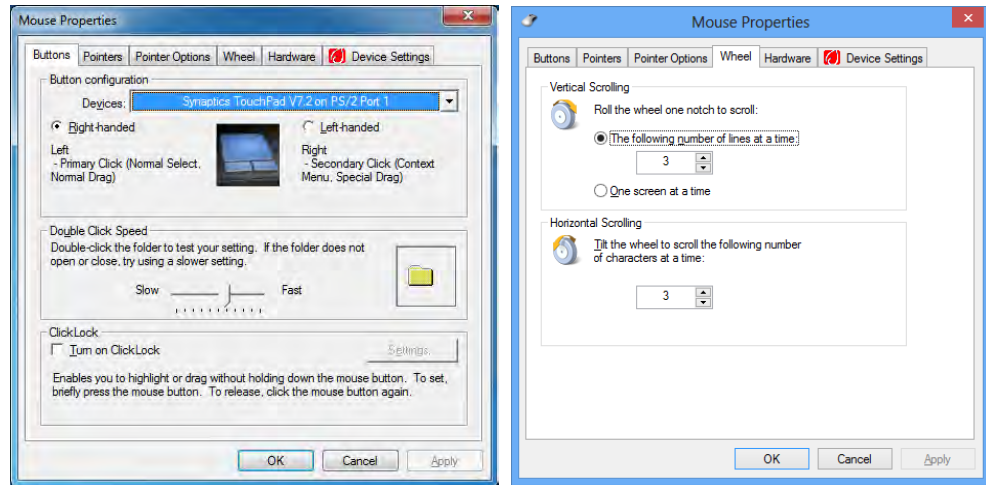 Mouse Properties
Buttons Pointers Pointer Options Wheel Hardware Device Settings
Button configuration
Devices: Synaptics TouchPad V7.2 on PS/2 Port 1
Right-handed Left-handed
Left
- Primary Click (Normal Select,
Normal Drag)
Right
- Secondary Click (Context
Menu, Special Drag)
Double Click Speed
Double-click the folder to test your setting. If the folder does not
open or close, try using a slower setting.
Slow Fast
ClickLock
Turn on ClickLock Settings...
Enables you to highlight or drag without holding down the mouse button. To set,
briefly press the mouse button. To release, click the mouse button again.
OK Cancel Apply
Mouse Properties
Buttons Pointers Pointer Options Wheel Hardware Device Settings
Vertical Scrolling
Roll the wheel one notch to scroll:
The following number of lines at a time:
3
One screen at a time
Horizontal Scrolling
Tilt the wheel to scroll the following number
of characters at a time:
3
OK Cancel Apply